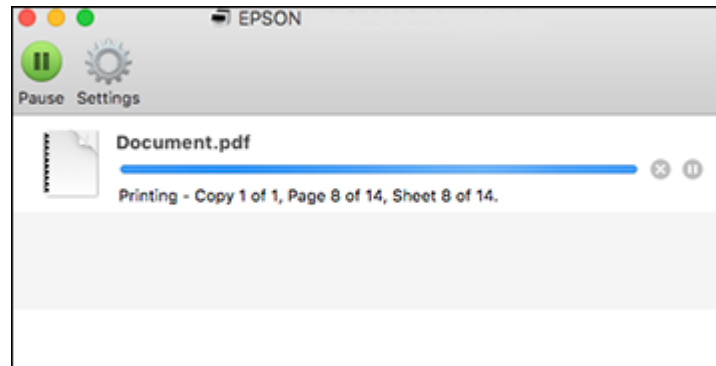 EPSON
Pause Settings
Document.pdf
Printing - Copy 1 of 1, Page 8 of 14, Sheet 8 of 14.